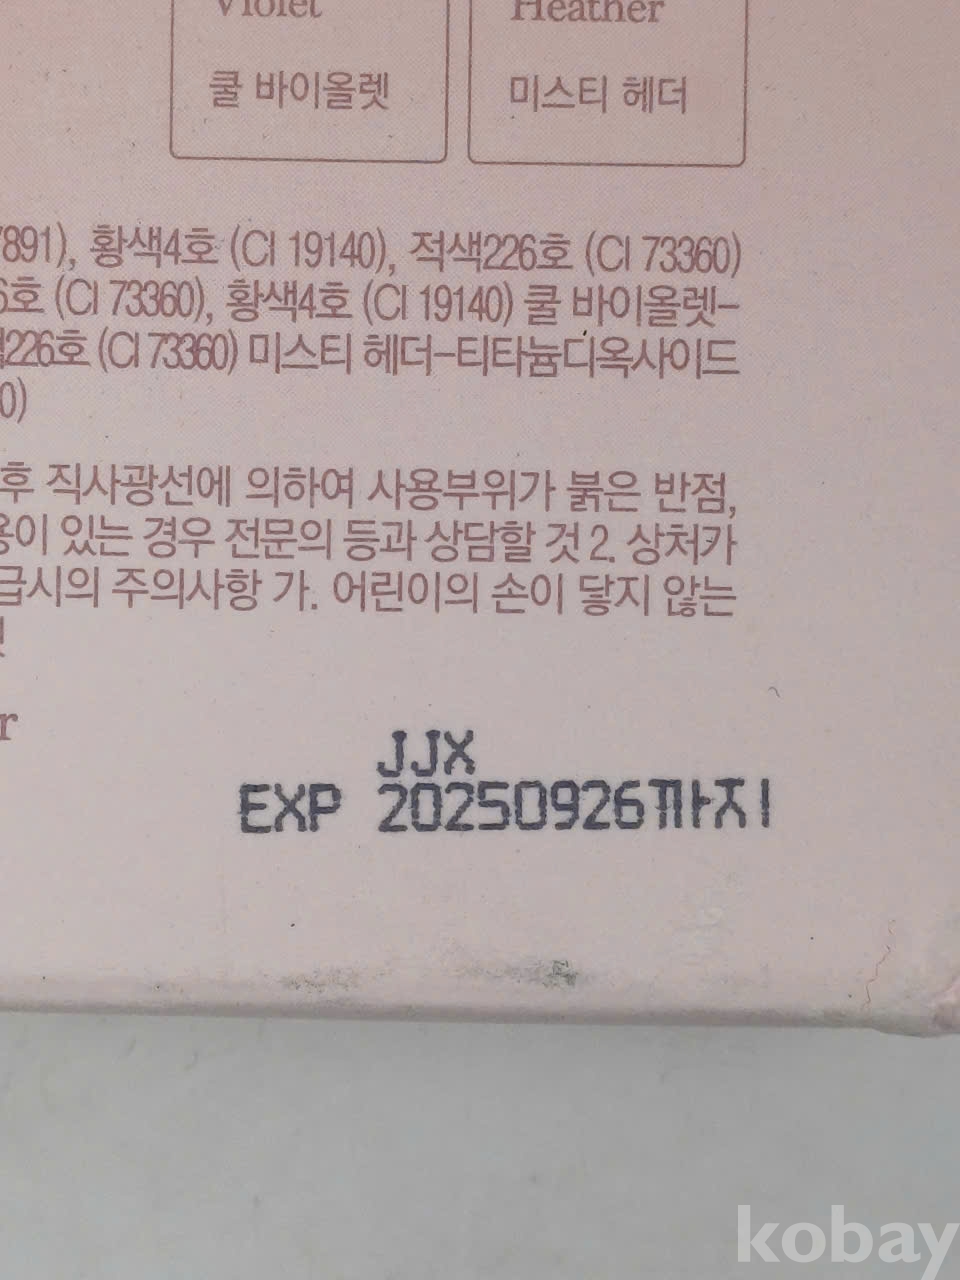 Violet
Heather
쿨 바이올렛
미스티 헤더
7891), 황색4호 (CI 19140), 적색226호 (CI 73360)
6호 (CI 73360), 황색4호 (CI 19140) 쿨 바이올렛-
226호 (CI 73360) 미스티 헤더-티타늄디옥사이드
0)
후 직사광선에 의하여 사용부위가 붉은 반점,
용이 있는 경우 전문의 등과 상담할 것 2. 상처가
급시의 주의사항 가. 어린이의 손이 닿지 않는
r
JJX
EXP 20250926까지
kobay